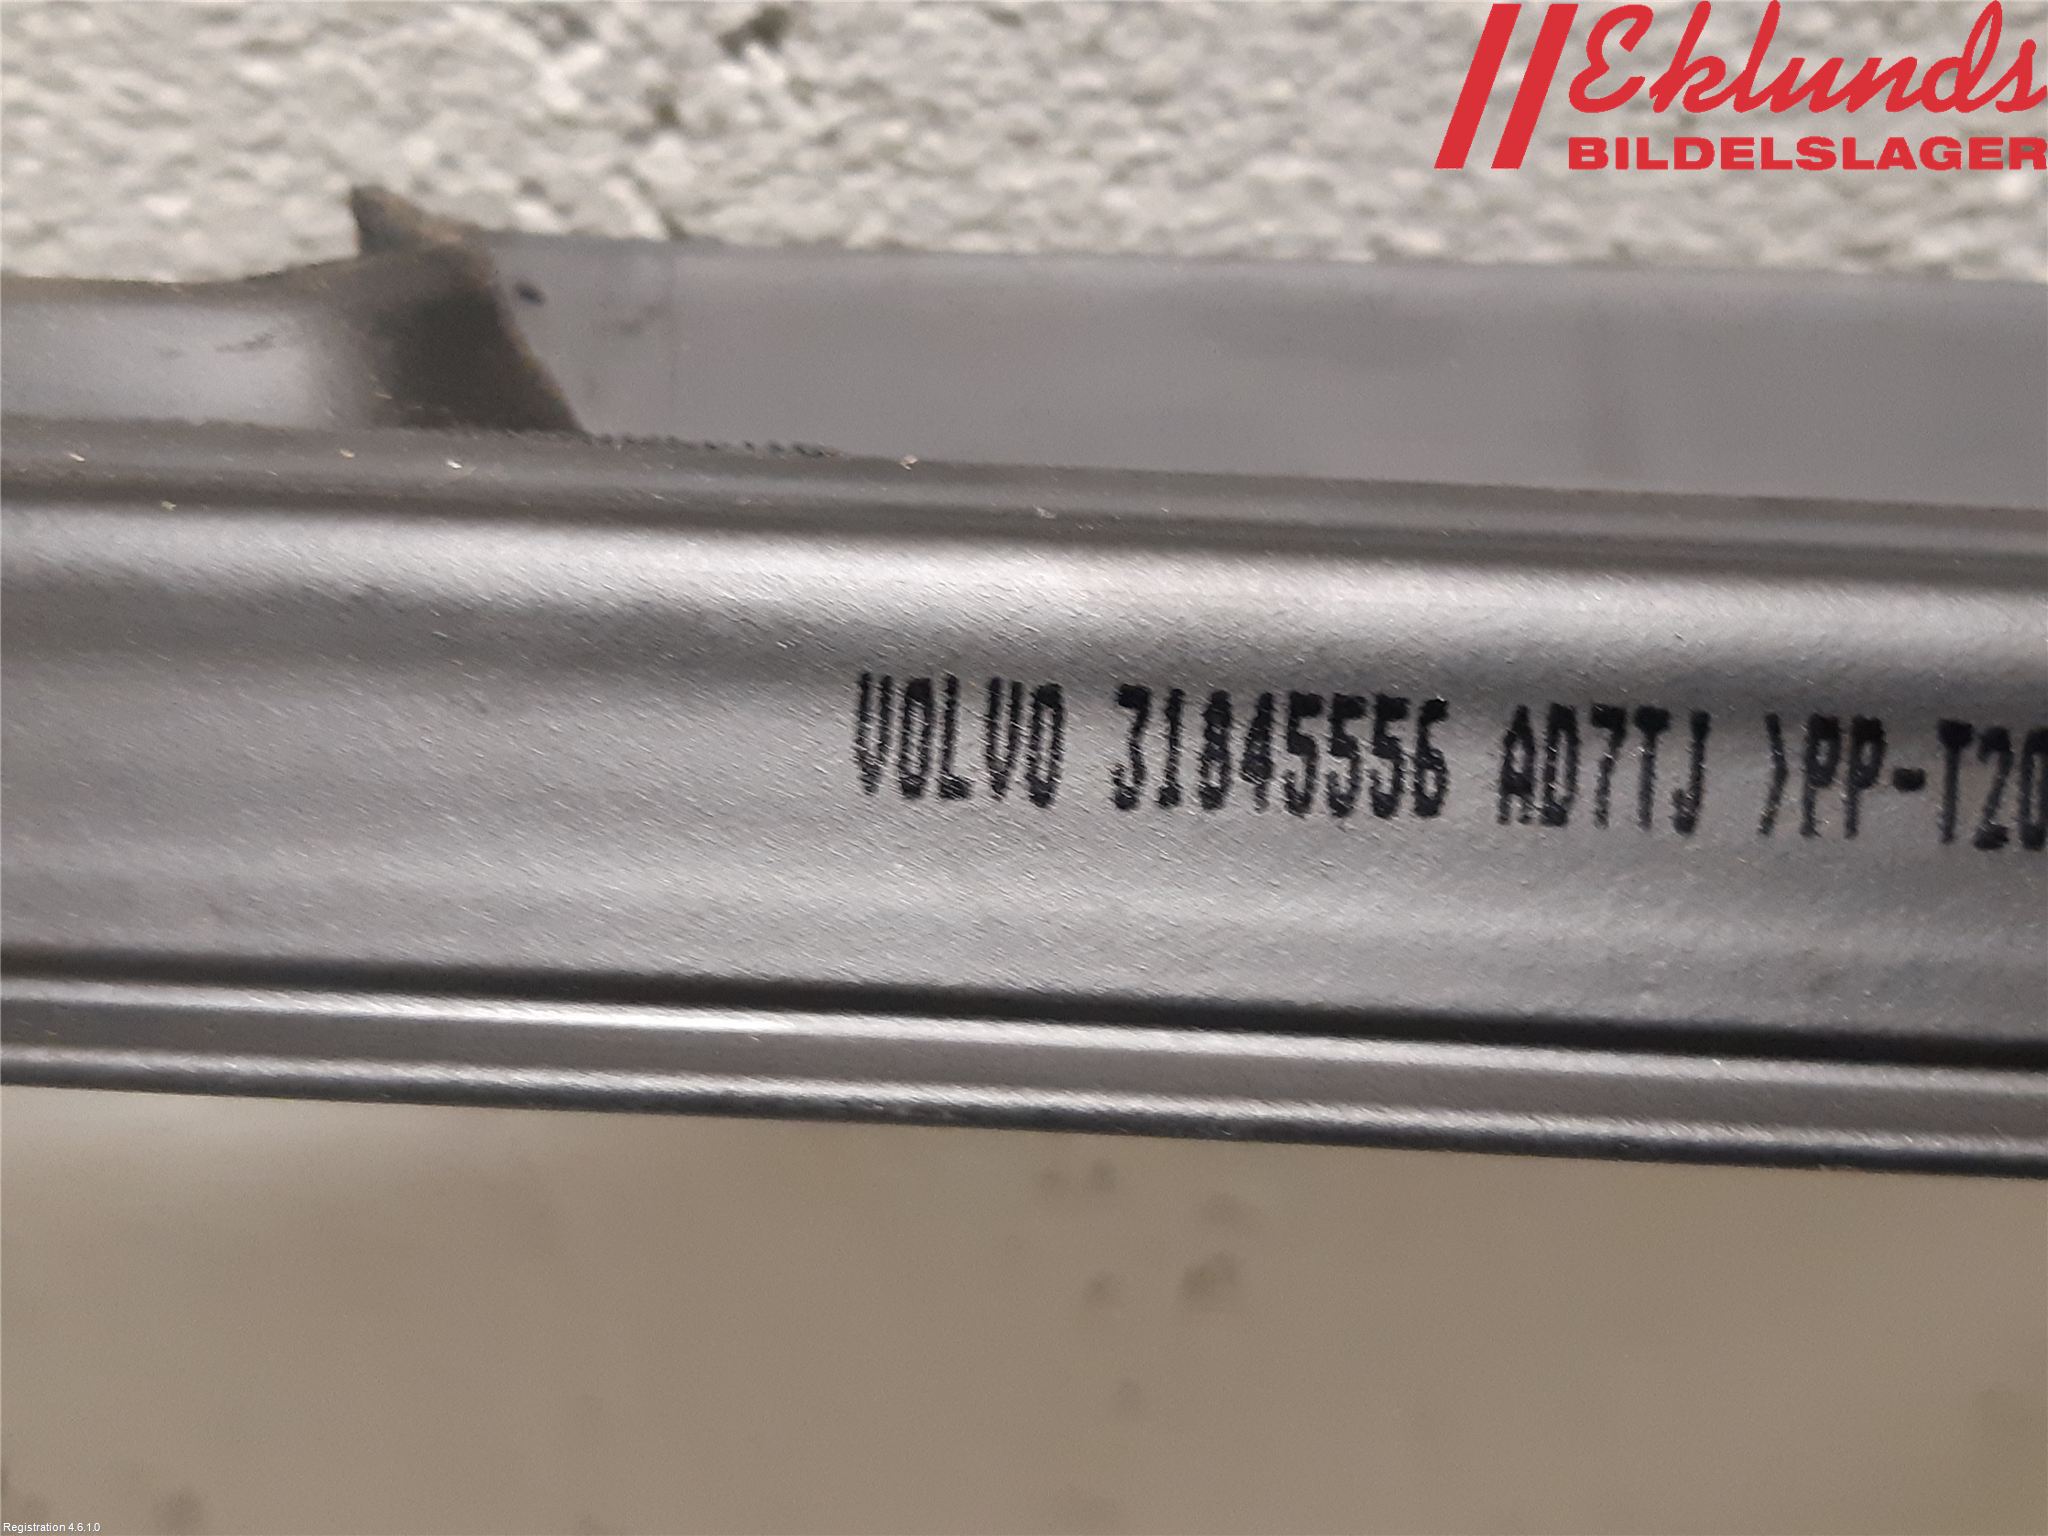 Eklunds
BILDELSLAGER
VOLVO 31845556 AD7TJ >PP-T20
Registration 4.6.1.0